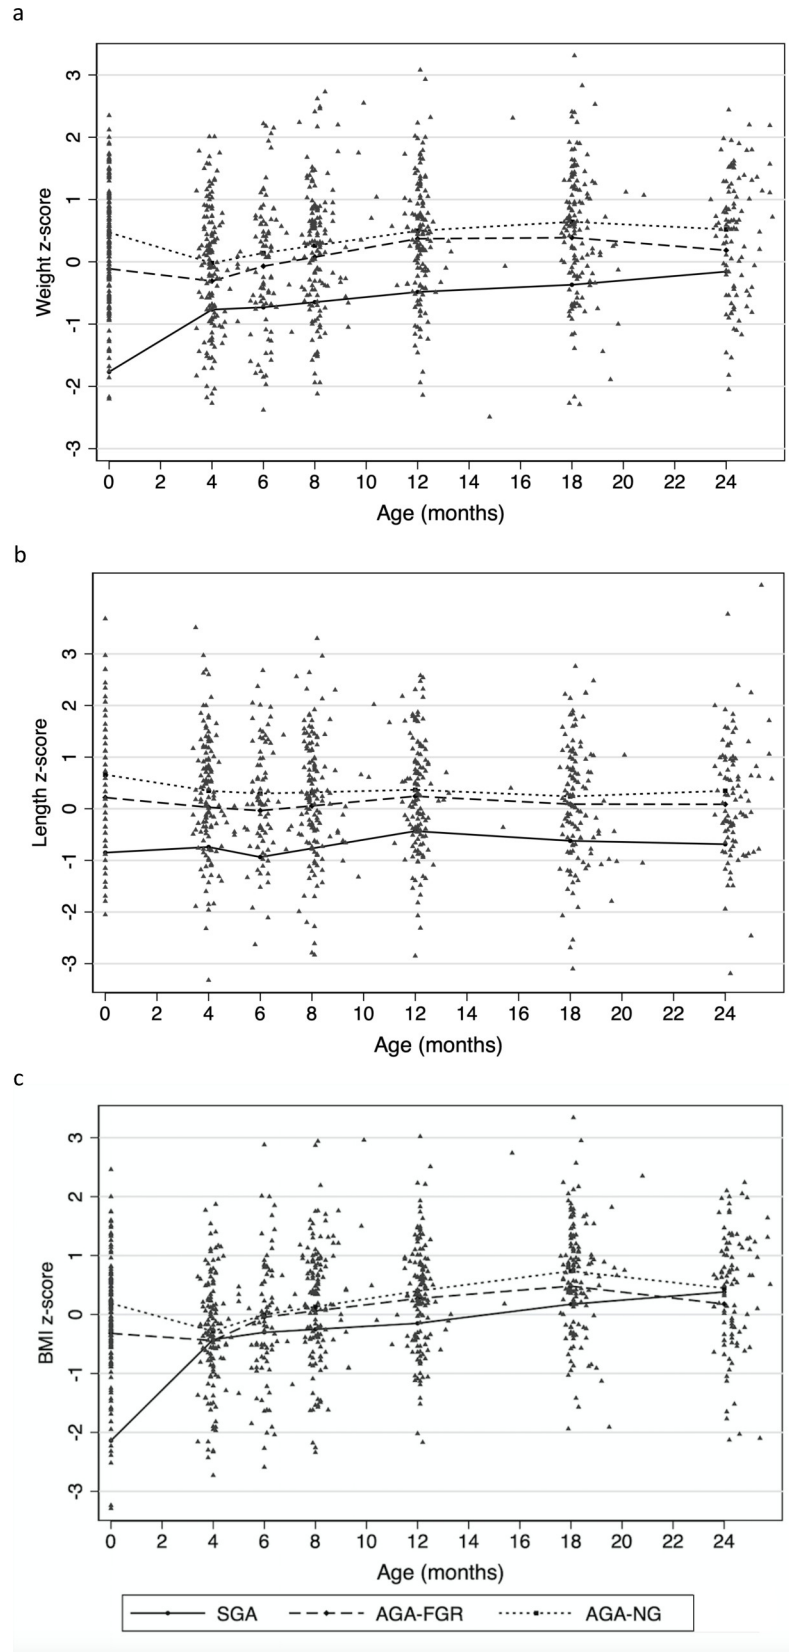 a
3
2
1
0
-1
-2
-3
Weight z-score
0 2 4 6 8 10 12 14 16 18 20 22 24
Age (months)
b
3
2
1
0
-1
-2
-3
Length z-score
0 2 4 6 8 10 12 14 16 18 20 22 24
Age (months)
c
3
2
1
0
-1
-2
-3
BMI z-score
0 2 4 6 8 10 12 14 16 18 20 22 24
Age (months)
SGA AGA-FGR AGA-NG